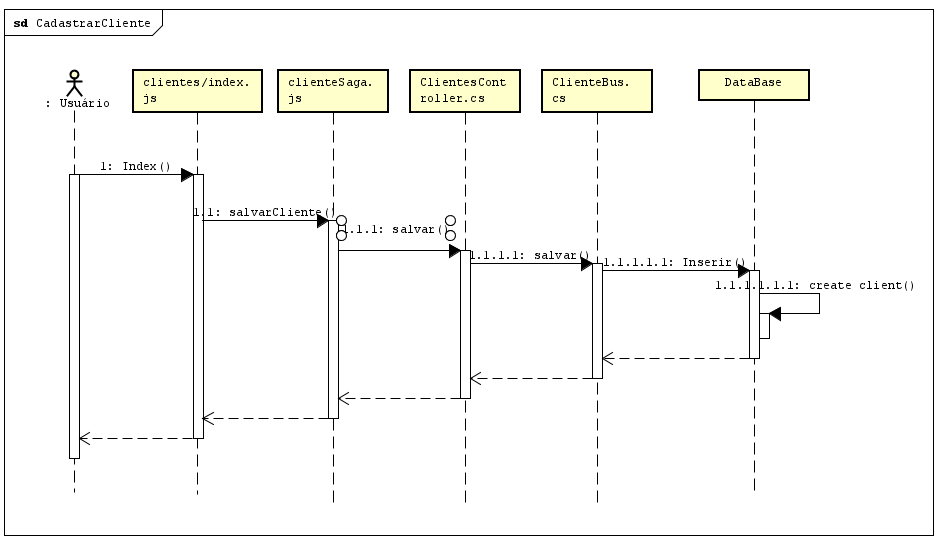 sd CadastrarCliente
: Usuário
clientes/index.
js
clienteSaga.
js
ClientesCont
roller.cs
ClienteBus.
cs
DataBase
1: Index()
1.1: salvarCliente()
1.1.1: salvar()
1.1.1.1: salvar()
1.1.1.1.1: Inserir()
1.1.1.1.1.1: create client()